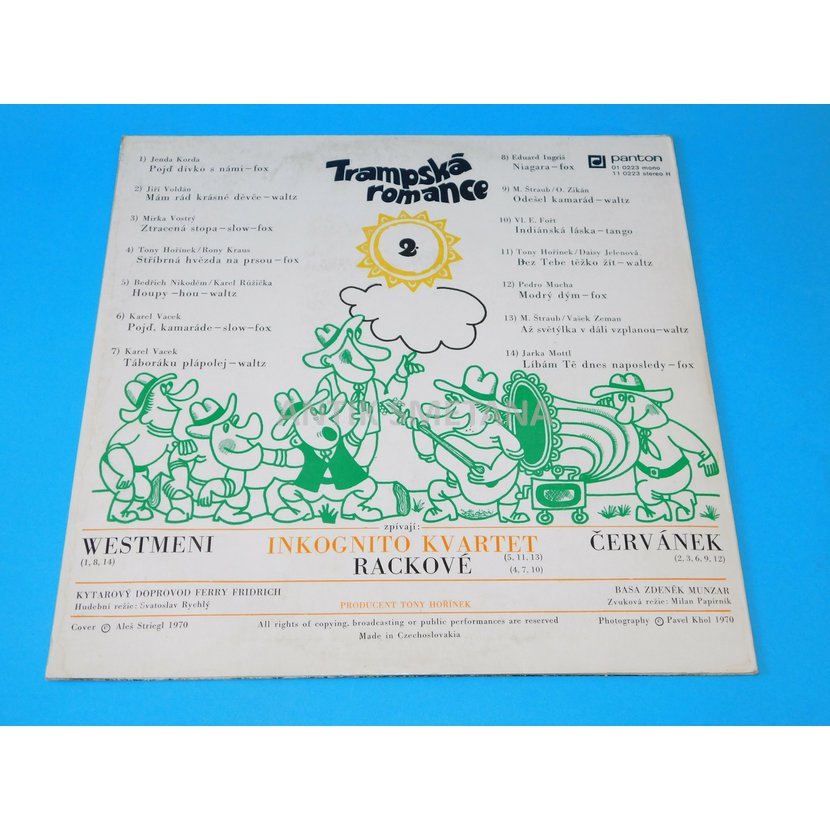 Trampská
romance
2.
1) Jenda Korda
Pojď dívko s námi – fox
2) Jiří Voldán
Mám rád krásné děvče – waltz
3) Mirka Vostrý
Ztracená stopa – slow – fox
4) Tony Hořínek/Rony Kraus
Stříbrná hvězda na prsou – fox
5) Bedřich Nikodém/Karel Růžička
Houpy – hou – waltz
6) Karel Vacek
Pojď, kamaráde – slow – fox
7) Karel Vacek
Táboráku plápolej – waltz
8) Eduard Ingriš
Niagara – fox
9) M. Štraub/O. Zikán
Odešel kamarád – waltz
10) Vl. E. Fořt
Indiánská láska – tango
11) Tony Hořínek/Daisy Jelenová
Bez Tebe těžko žít – waltz
12) Pedro Mucha
Modrý dým – fox
13) M. Štraub/Vašek Zeman
Až světýlka v dáli vzplanou – waltz
14) Jarka Mottl
Líbám Tě dnes naposledy – fox
panton
01 0223 mono
11 0223 stereo H
ANTIK SMETANA
zpívají:
WESTMENI
(1, 8, 14)
INKOGNITO KVARTET
(5, 11, 13)
RACKOVÉ
(4, 7, 10)
ČERVÁNEK
(2, 3, 6, 9, 12)
KYTAROVÝ DOPROVOD FERRY FRIDRICH
Hudební režie: Svatoslav Rychlý
PRODUCENT TONY HOŘÍNEK
BASA ZDENĚK MUNZAR
Zvuková režie: Milan Papírník
Cover © Aleš Striegl 1970
All rights of copying, broadcasting or public performances are reserved
Made in Czechoslovakia
Photography © Pavel Khol 1970